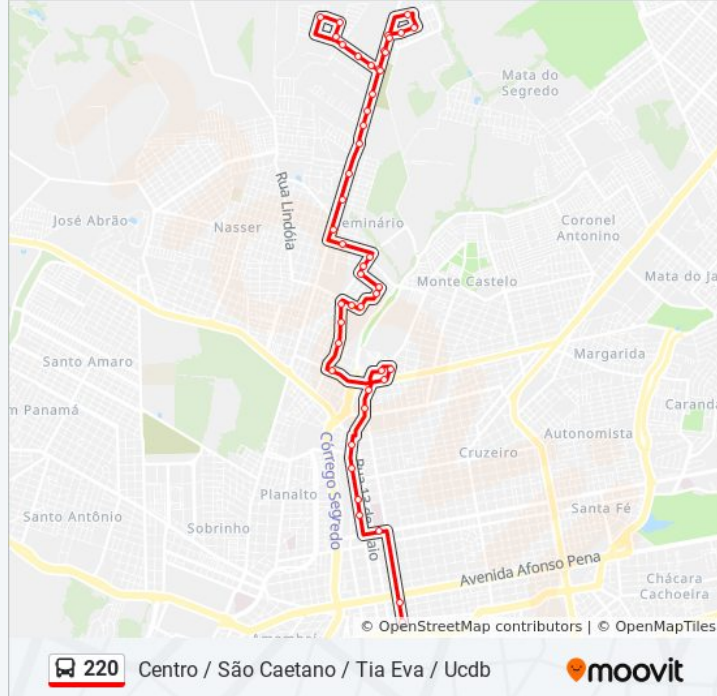 Mata do
Segredo
Rua Lindóia
José Abrão
Nasser
eminário
Coronel
Antonino
Monte Castelo
Mata do Ja
Santo Amaro
Margarida
m Panamá
Caranda
Autonomista
Córrego Segredo
Cruzeiro
Planalto
Rua 13 de Maio
Santa Fé
Santo Antônio
Sobrinho
Avenida Afonso Pena
Chácara
Cachoeira
© OpenStreetMap contributors | © OpenMapTiles
220 Centro / São Caetano / Tia Eva / Ucdb
moovit